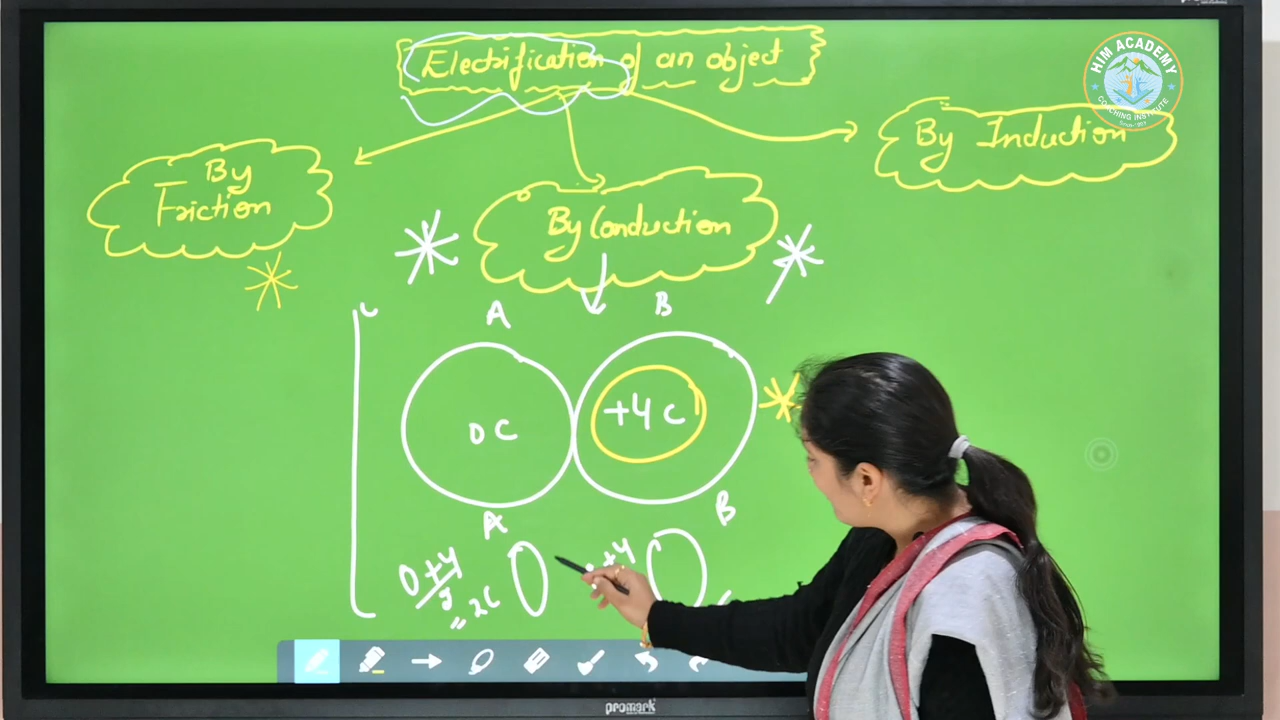 Electrification of an object
HIM ACADEMY
COACHING INSTITUTE
By Induction
By
Friction
By Conduction
A B
0 C +4 C
A B
0+4
2
= 2C
+4
promark